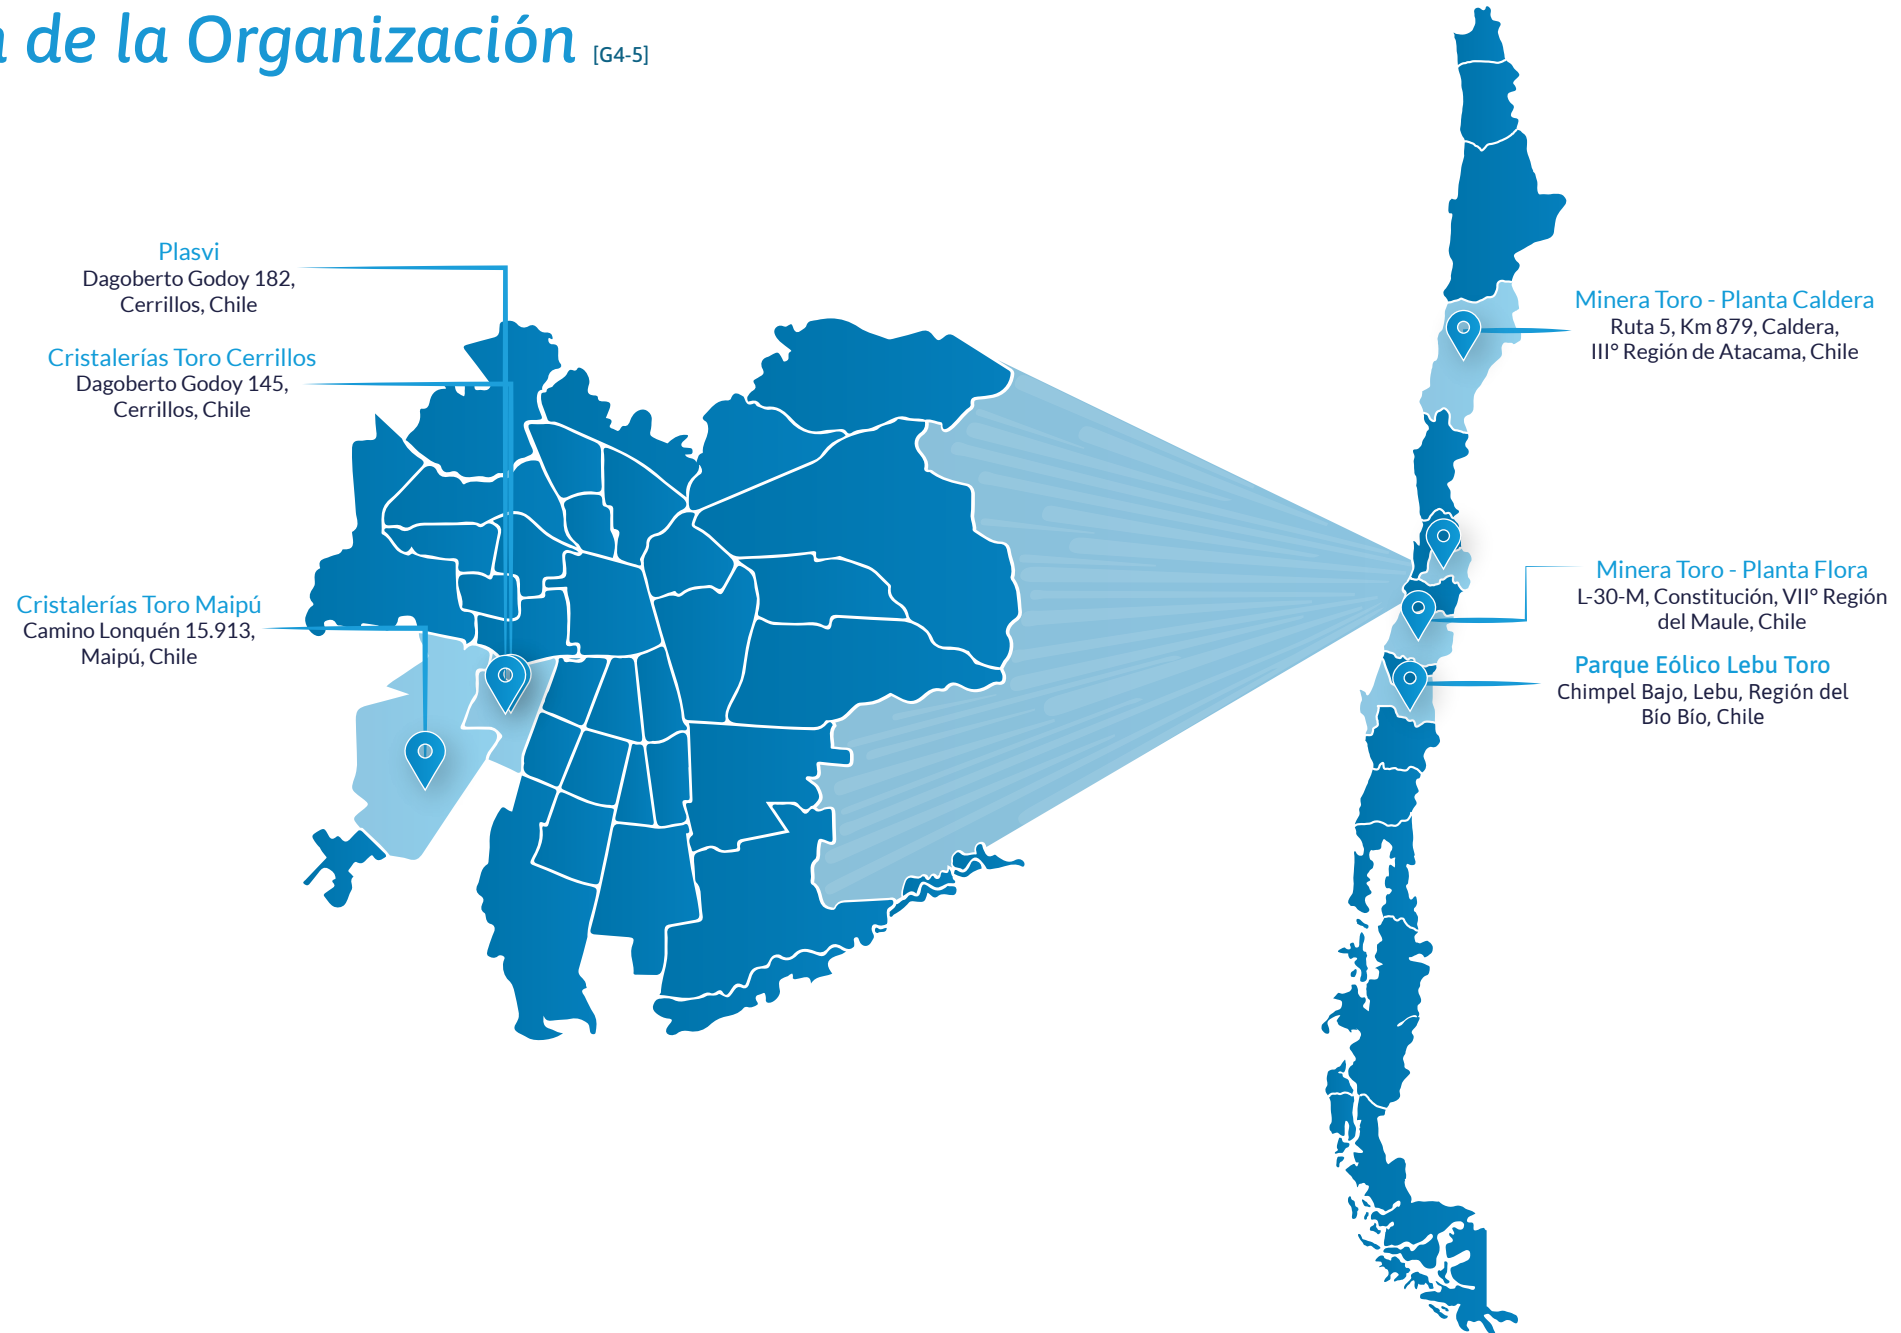 de la Organización [G4-5]
Plasvi
Dagoberto Godoy 182,
Cerrillos, Chile
Cristalerías Toro Cerrillos
Dagoberto Godoy 145,
Cerrillos, Chile
Cristalerías Toro Maipú
Camino Lonquén 15.913,
Maipú, Chile
Minera Toro - Planta Caldera
Ruta 5, Km 879, Caldera,
III° Región de Atacama, Chile
Minera Toro - Planta Flora
L-30-M, Constitución, VII° Región
del Maule, Chile
Parque Eólico Lebu Toro
Chimpel Bajo, Lebu, Región del
Bío Bío, Chile